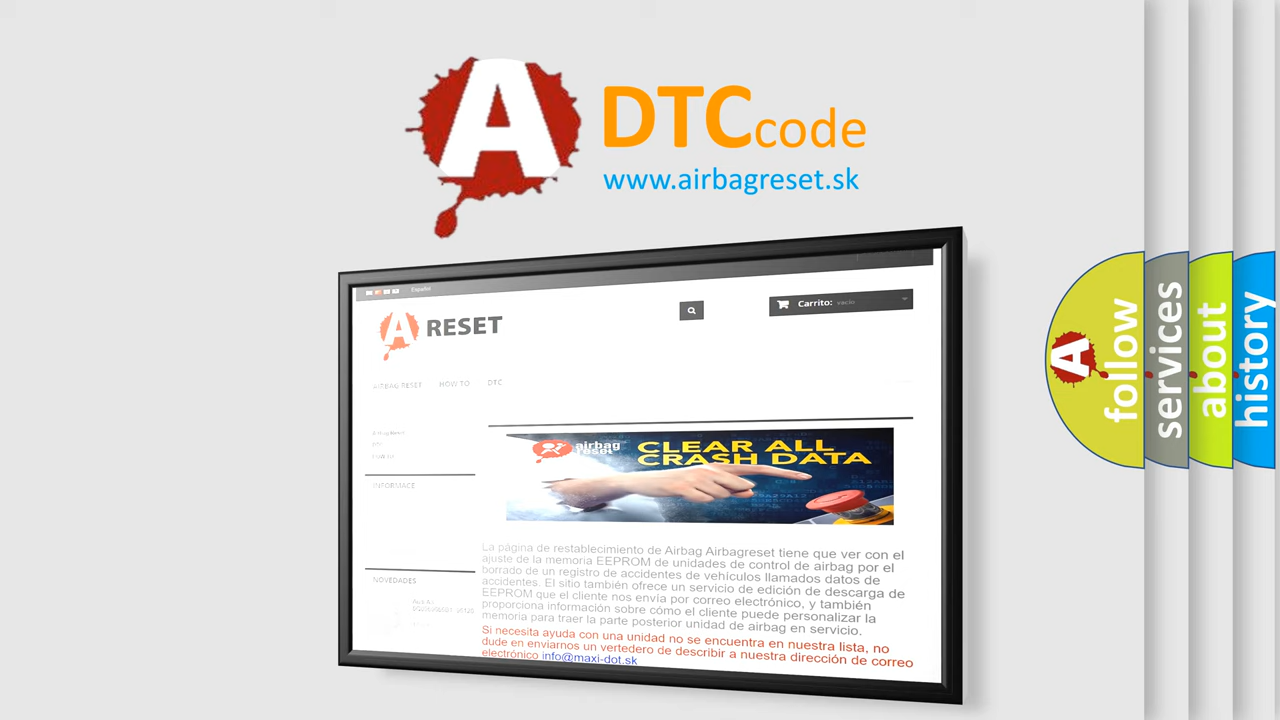 A DTC code
www.airbagreset.sk
Español
A RESET
Carrito: vacío
AIRBAG RESET HOW TO DTC
INFORMACE
NOVEDADES
airbag
reset
CLEAR ALL
CRASH DATA
La página de restablecimiento de Airbag Airbagreset tiene que ver con el
ajuste de la memoria EEPROM de unidades de control de airbag por el
borrado de un registro de accidentes de vehículos llamados datos de
accidentes. El sitio también ofrece un servicio de edición de descarga de
EEPROM que el cliente nos envía por correo electrónico, y también
proporciona información sobre cómo el cliente puede personalizar la
memoria para traer la parte posterior unidad de airbag en servicio.
Si necesita ayuda con una unidad no se encuentra en nuestra lista, no
dude en enviarnos un vertedero de describir a nuestra dirección de correo
electrónico info@maxi-dot.sk
A
follow
services
about
history